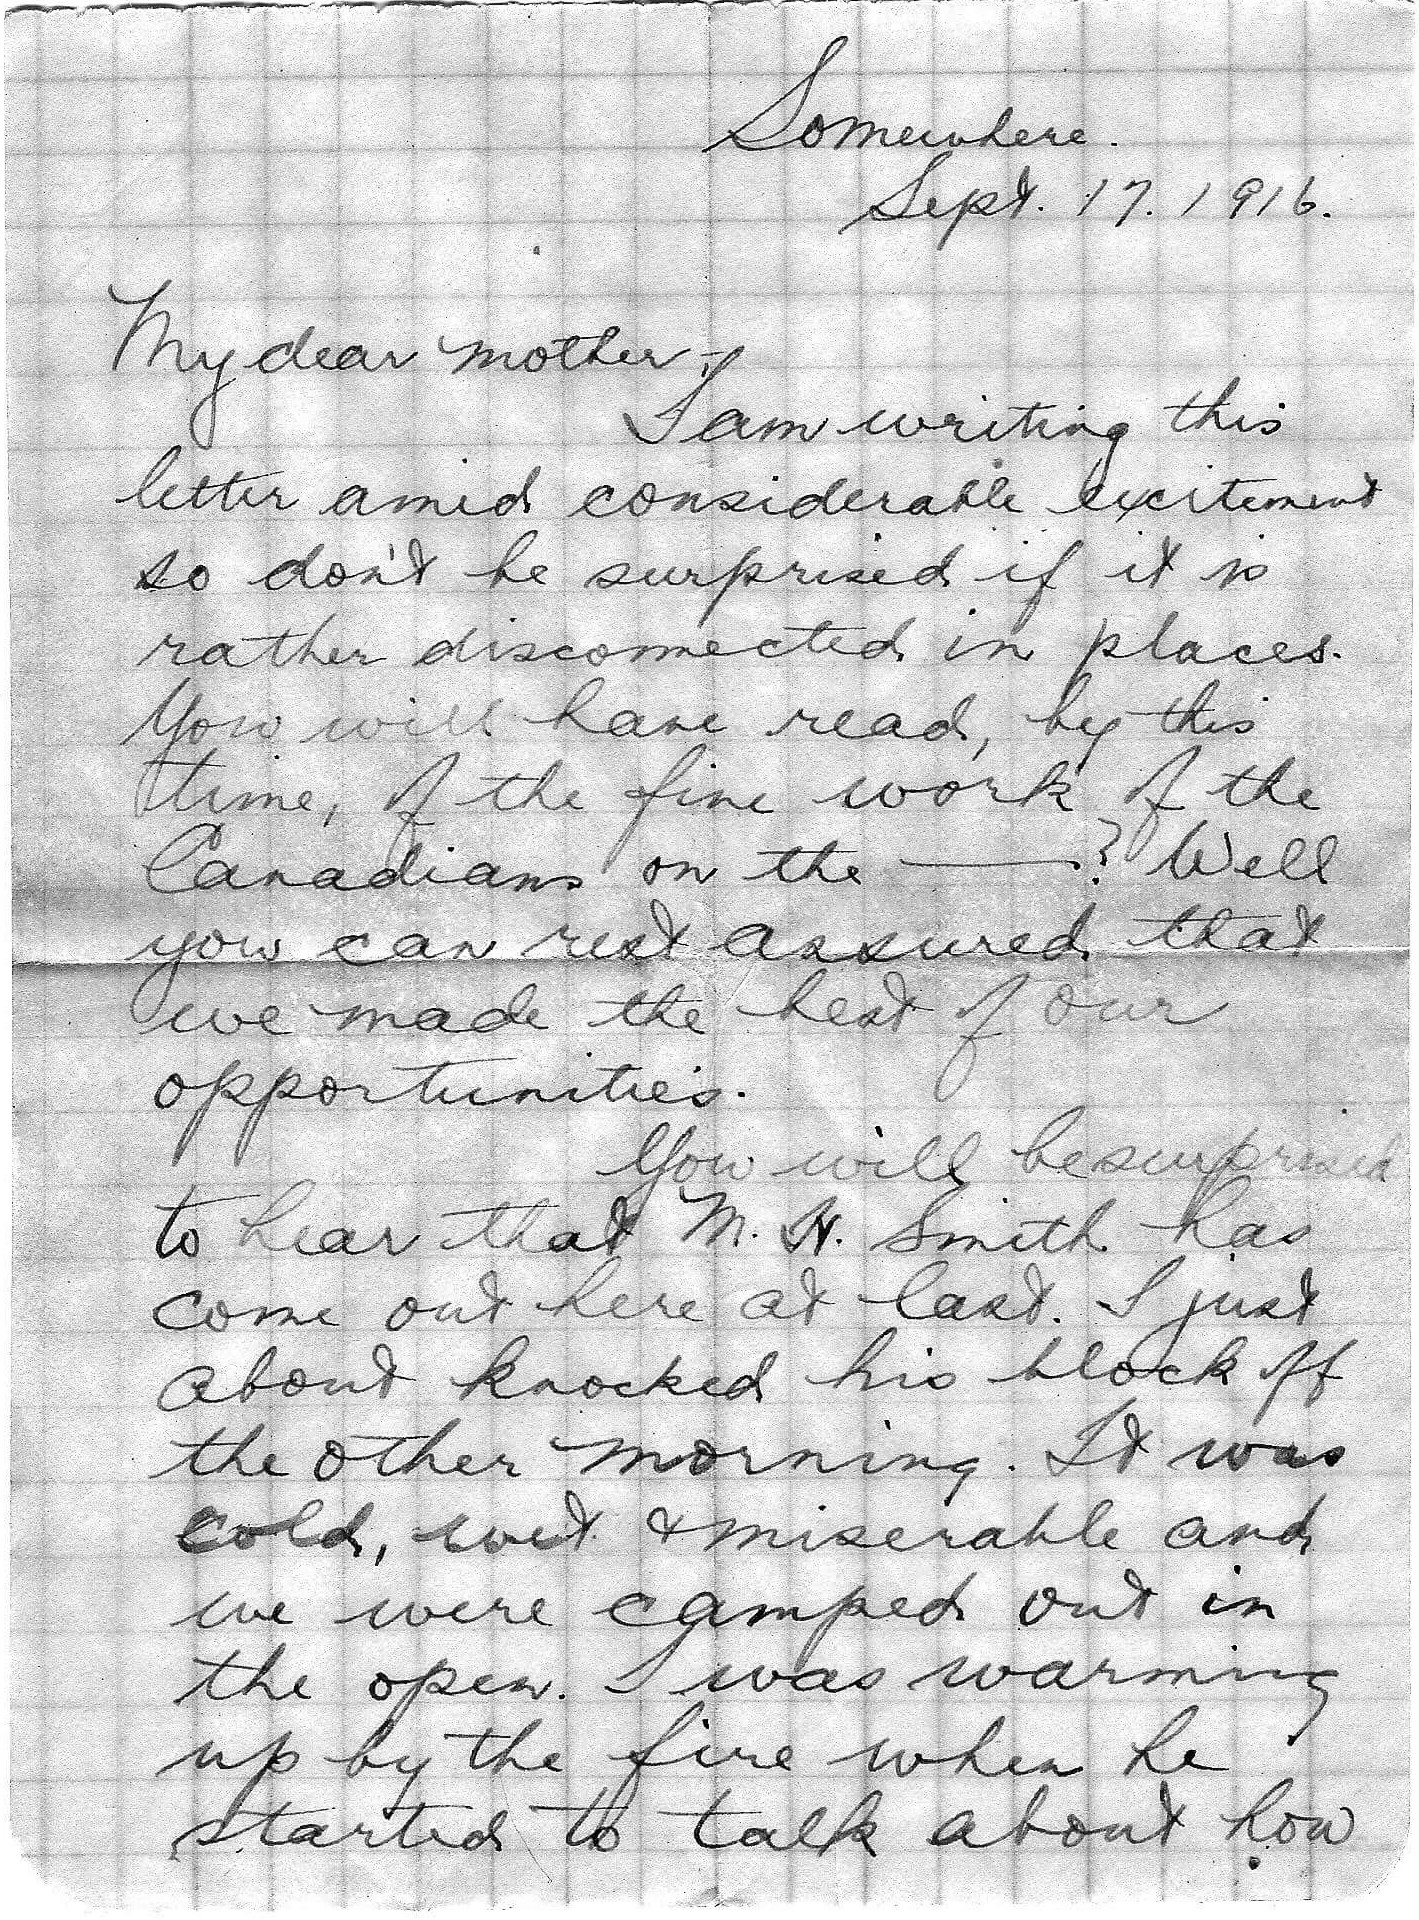 Somewhere.
Sept. 17. 1916.
My dear mother,-
I am writing this
letter amid considerable excitement
so don't be surprised if it is
rather disconnected in places.
You will have read, by this
time, of the fine work of the
Canadians on the ——? Well
you can rest assured that
we made the best of our
opportunities.
You will be surprised
to hear that M. H. Smith has
come out here at last. I just
about knocked his block off
the other morning. It was
cold, wet & miserable and
we were camped out in
the open. I was warming
up by the fire when he
started to talk about how